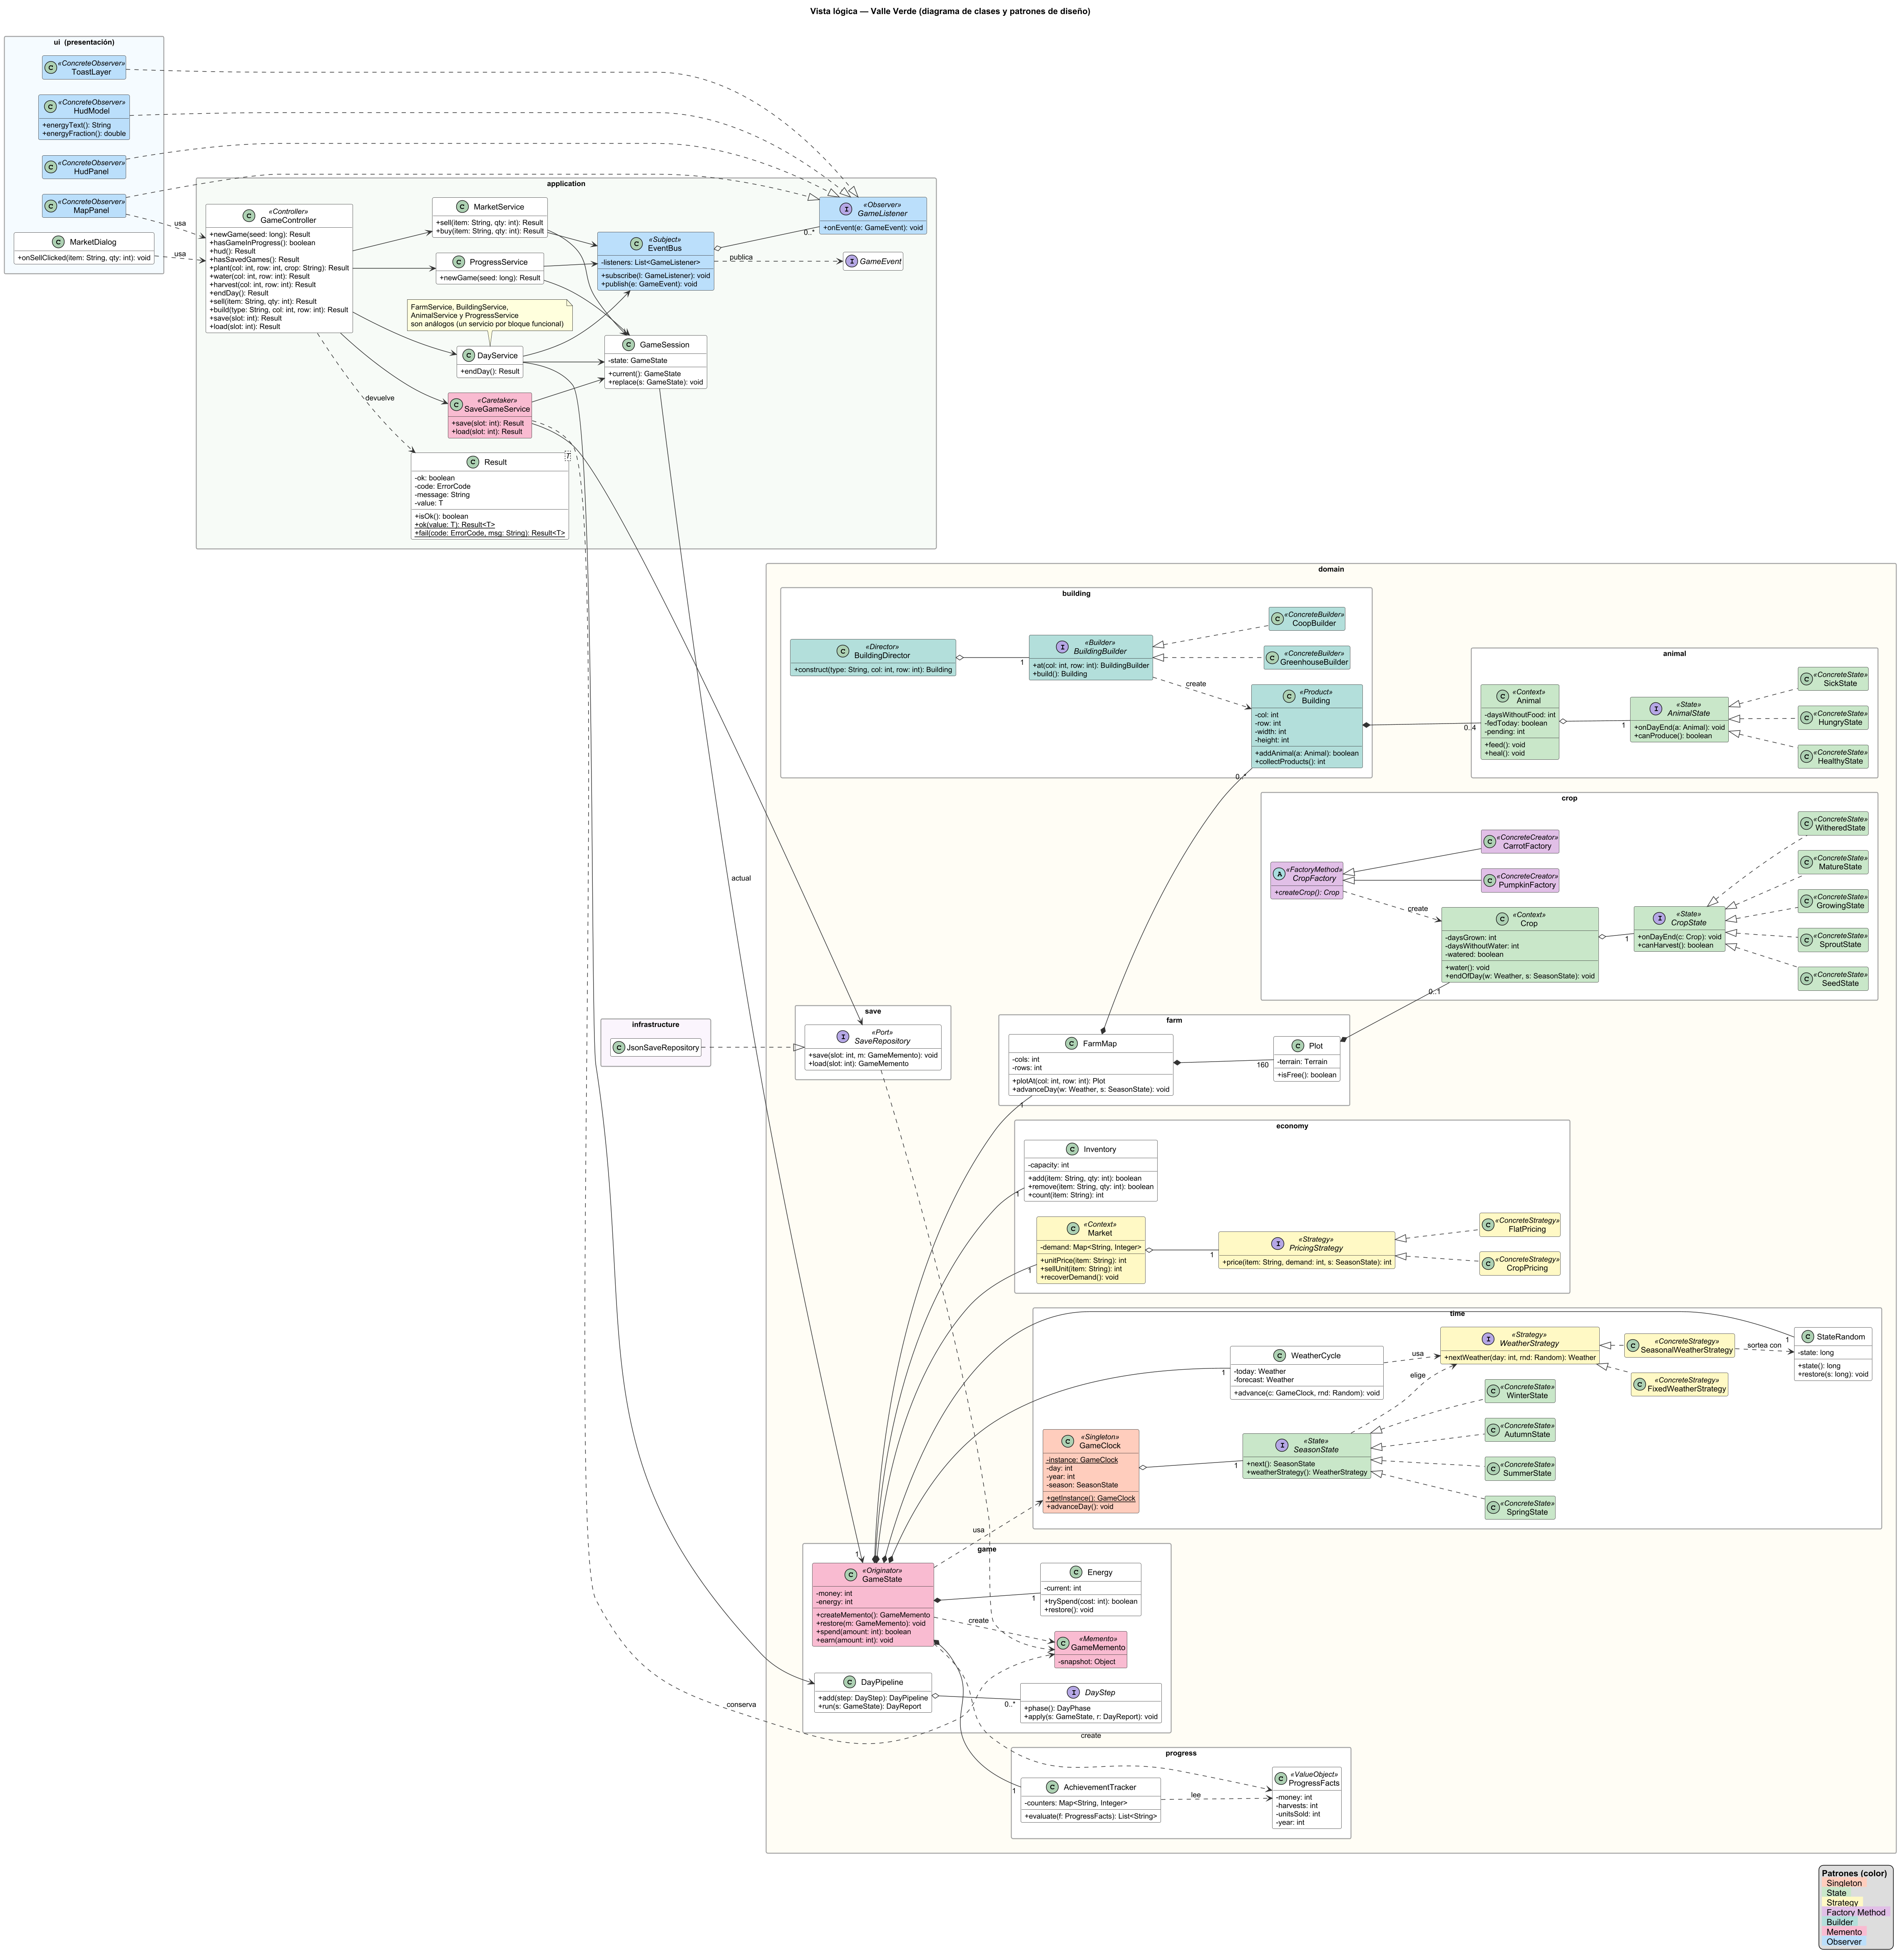 Vista lógica — Valle Verde (diagrama de clases y patrones de diseño)
ui (presentación)
«ConcreteObserver»
ToastLayer
«ConcreteObserver»
HudModel
+energyText(): String
+energyFraction(): double
«ConcreteObserver»
HudPanel
«ConcreteObserver»
MapPanel
MarketDialog
+onSellClicked(item: String, qty: int): void
usa
usa
application
«Controller»
GameController
+newGame(seed: long): Result
+hasGameInProgress(): boolean
+hud(): Result
+hasSavedGames(): Result
+plant(col: int, row: int, crop: String): Result
+water(col: int, row: int): Result
+harvest(col: int, row: int): Result
+endDay(): Result
+sell(item: String, qty: int): Result
+build(type: String, col: int, row: int): Result
+save(slot: int): Result
+load(slot: int): Result
MarketService
+sell(item: String, qty: int): Result
+buy(item: String, qty: int): Result
ProgressService
+newGame(seed: long): Result
FarmService, BuildingService,
AnimalService y ProgressService
son análogos (un servicio por bloque funcional)
DayService
+endDay(): Result
«Caretaker»
SaveGameService
+save(slot: int): Result
+load(slot: int): Result
devuelve
Result
T
-ok: boolean
-code: ErrorCode
-message: String
-value: T
+isOk(): boolean
+ok(value: T): Result<T>
+fail(code: ErrorCode, msg: String): Result<T>
«Subject»
EventBus
-listeners: List<GameListener>
+subscribe(l: GameListener): void
+publish(e: GameEvent): void
GameSession
-state: GameState
+current(): GameState
+replace(s: GameState): void
«Observer»
GameListener
+onEvent(e: GameEvent): void
0..*
publica
GameEvent
actual
domain
building
«Director»
BuildingDirector
+construct(type: String, col: int, row: int): Building
1
«Builder»
BuildingBuilder
+at(col: int, row: int): BuildingBuilder
+build(): Building
create
«ConcreteBuilder»
CoopBuilder
«ConcreteBuilder»
GreenhouseBuilder
«Product»
Building
-col: int
-row: int
-width: int
-height: int
+addAnimal(a: Animal): boolean
+collectProducts(): int
0..*
0..4
animal
«Context»
Animal
-daysWithoutFood: int
-fedToday: boolean
-pending: int
+feed(): void
+heal(): void
1
«State»
AnimalState
+onDayEnd(a: Animal): void
+canProduce(): boolean
«ConcreteState»
SickState
«ConcreteState»
HungryState
«ConcreteState»
HealthyState
crop
«FactoryMethod»
CropFactory
+createCrop(): Crop
«ConcreteCreator»
CarrotFactory
«ConcreteCreator»
PumpkinFactory
create
«Context»
Crop
-daysGrown: int
-daysWithoutWater: int
-watered: boolean
+water(): void
+endOfDay(w: Weather, s: SeasonState): void
0..1
1
«State»
CropState
+onDayEnd(c: Crop): void
+canHarvest(): boolean
«ConcreteState»
WitheredState
«ConcreteState»
MatureState
«ConcreteState»
GrowingState
«ConcreteState»
SproutState
«ConcreteState»
SeedState
infrastructure
JsonSaveRepository
save
«Port»
SaveRepository
+save(slot: int, m: GameMemento): void
+load(slot: int): GameMemento
farm
FarmMap
-cols: int
-rows: int
+plotAt(col: int, row: int): Plot
+advanceDay(w: Weather, s: SeasonState): void
1
160
Plot
-terrain: Terrain
+isFree(): boolean
economy
Inventory
-capacity: int
+add(item: String, qty: int): boolean
+remove(item: String, qty: int): boolean
+count(item: String): int
1
«Context»
Market
-demand: Map<String, Integer>
+unitPrice(item: String): int
+sellUnit(item: String): int
+recoverDemand(): void
1
1
«Strategy»
PricingStrategy
+price(item: String, demand: int, s: SeasonState): int
«ConcreteStrategy»
FlatPricing
«ConcreteStrategy»
CropPricing
time
WeatherCycle
-today: Weather
-forecast: Weather
+advance(c: GameClock, rnd: Random): void
1
usa
«Strategy»
WeatherStrategy
+nextWeather(day: int, rnd: Random): Weather
«ConcreteStrategy»
SeasonalWeatherStrategy
«ConcreteStrategy»
FixedWeatherStrategy
sortea con
1
StateRandom
-state: long
+state(): long
+restore(s: long): void
elige
«Singleton»
GameClock
-instance: GameClock
-day: int
-year: int
-season: SeasonState
+getInstance(): GameClock
+advanceDay(): void
1
«State»
SeasonState
+next(): SeasonState
+weatherStrategy(): WeatherStrategy
«ConcreteState»
WinterState
«ConcreteState»
AutumnState
«ConcreteState»
SummerState
«ConcreteState»
SpringState
usa
game
1
«Originator»
GameState
-money: int
-energy: int
+createMemento(): GameMemento
+restore(m: GameMemento): void
+spend(amount: int): boolean
+earn(amount: int): void
1
Energy
-current: int
+trySpend(cost: int): boolean
+restore(): void
create
«Memento»
GameMemento
-snapshot: Object
DayPipeline
+add(step: DayStep): DayPipeline
+run(s: GameState): DayReport
0..*
DayStep
+phase(): DayPhase
+apply(s: GameState, r: DayReport): void
conserva
create
progress
1
AchievementTracker
-counters: Map<String, Integer>
+evaluate(f: ProgressFacts): List<String>
lee
«ValueObject»
ProgressFacts
-money: int
-harvests: int
-unitsSold: int
-year: int
Patrones (color)
Singleton
State
Strategy
Factory Method
Builder
Memento
Observer